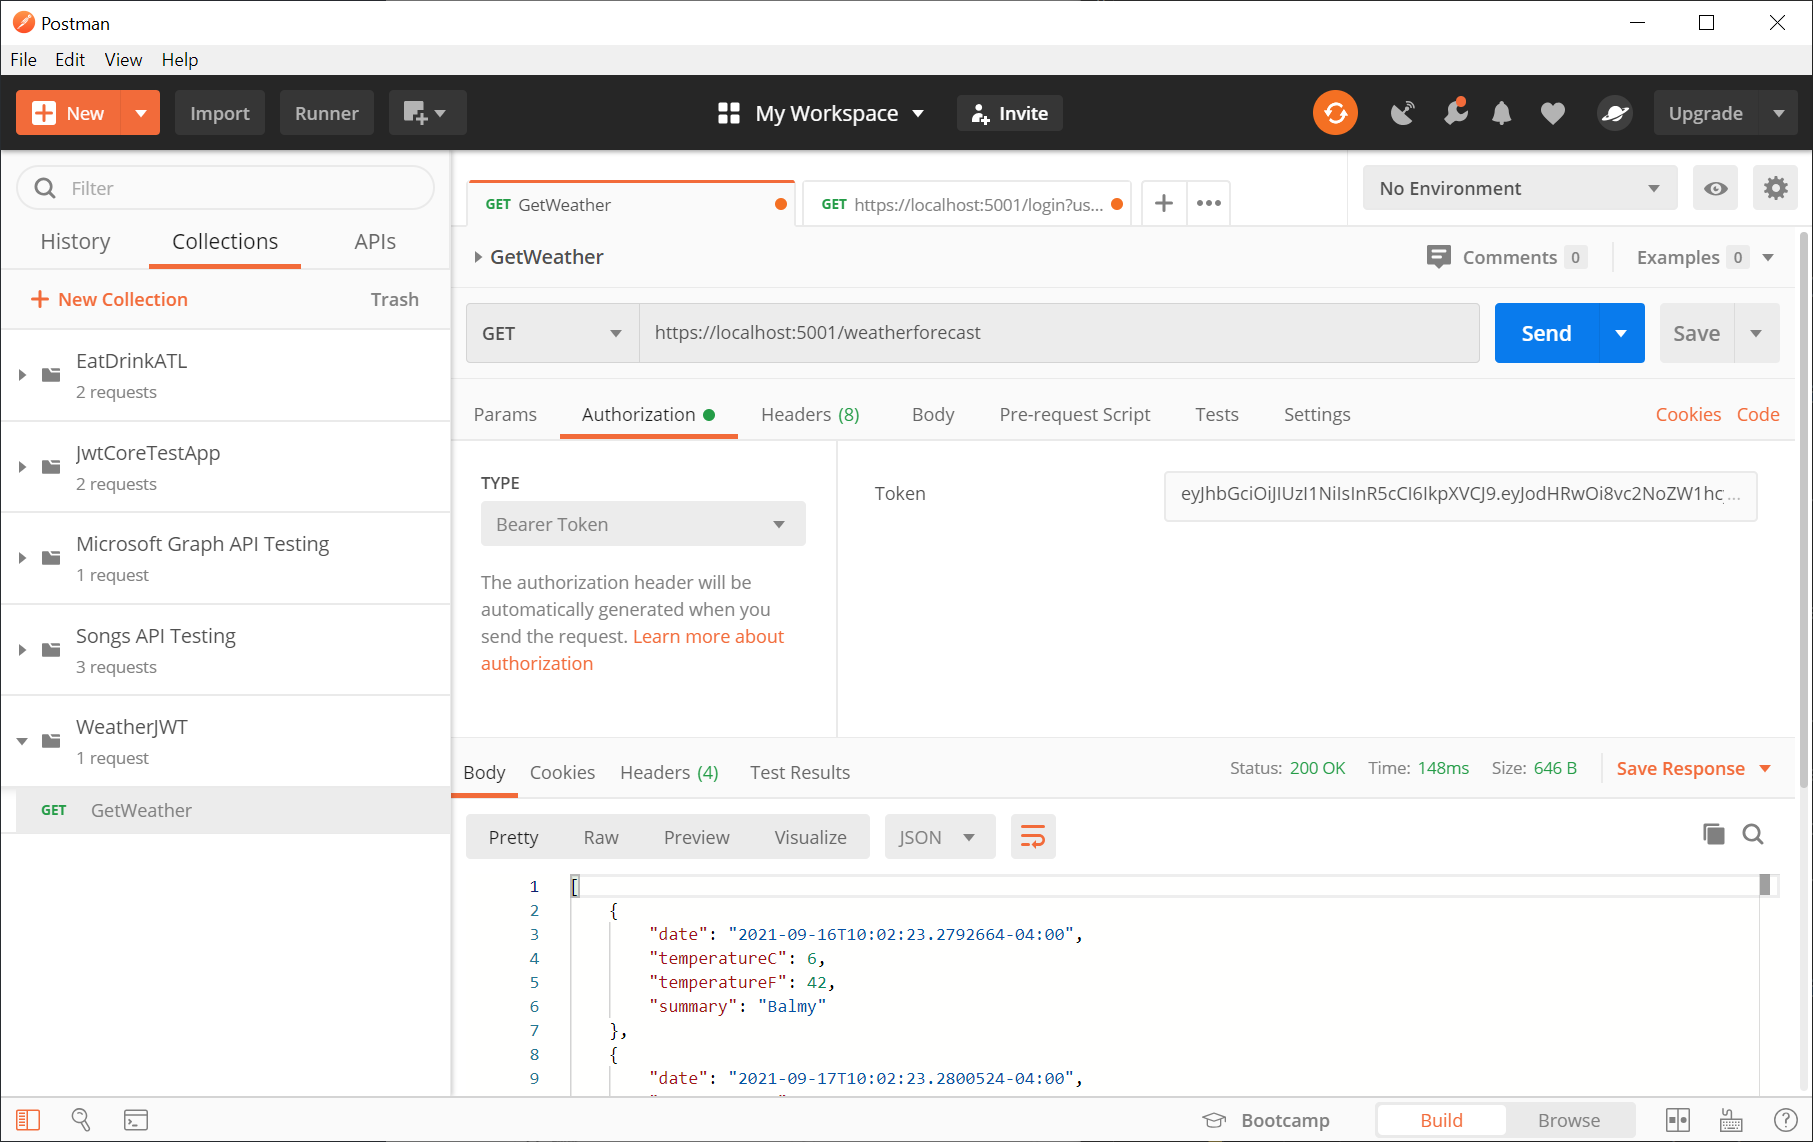 Postman
File Edit View Help
New Import Runner My Workspace Invite Upgrade
Filter
History Collections APIs
New Collection Trash
EatDrinkATL
2 requests
JwtCoreTestApp
2 requests
Microsoft Graph API Testing
1 request
Songs API Testing
3 requests
WeatherJWT
1 request
GET GetWeather
GET GetWeather
GET https://localhost:5001/login?us...
No Environment
GetWeather
Comments 0 Examples 0
GET https://localhost:5001/weatherforecast Send Save
Params Authorization Headers (8) Body Pre-request Script Tests Settings Cookies Code
TYPE
Bearer Token
The authorization header will be
automatically generated when you
send the request. Learn more about
authorization
Token eyJhbGciOiJIUzI1NiIsInR5cCI6IkpXVCJ9.eyJodHRwOi8vc2NoZW1hc...
Body Cookies Headers (4) Test Results Status: 200 OK Time: 148ms Size: 646 B Save Response
Pretty Raw Preview Visualize JSON
1 [
2 {
3 "date": "2021-09-16T10:02:23.2792664-04:00",
4 "temperatureC": 6,
5 "temperatureF": 42,
6 "summary": "Balmy"
7 },
8 {
9 "date": "2021-09-17T10:02:23.2800524-04:00",
Bootcamp Build Browse